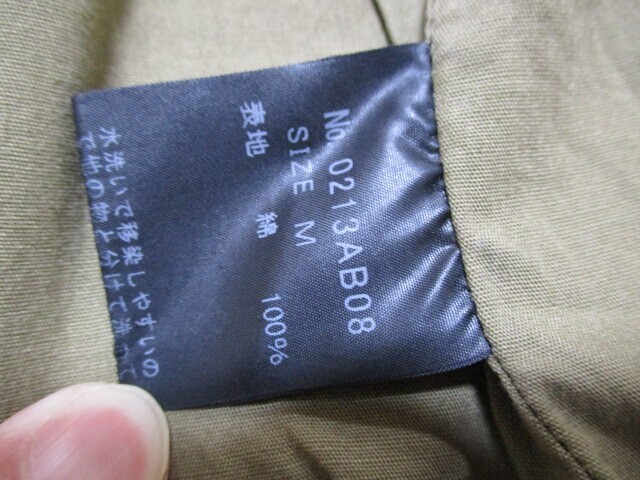 No. 0213AB08
SIZE M
表地 綿 100%
水洗いで移染しやすいの
で他の物と分けて洗って